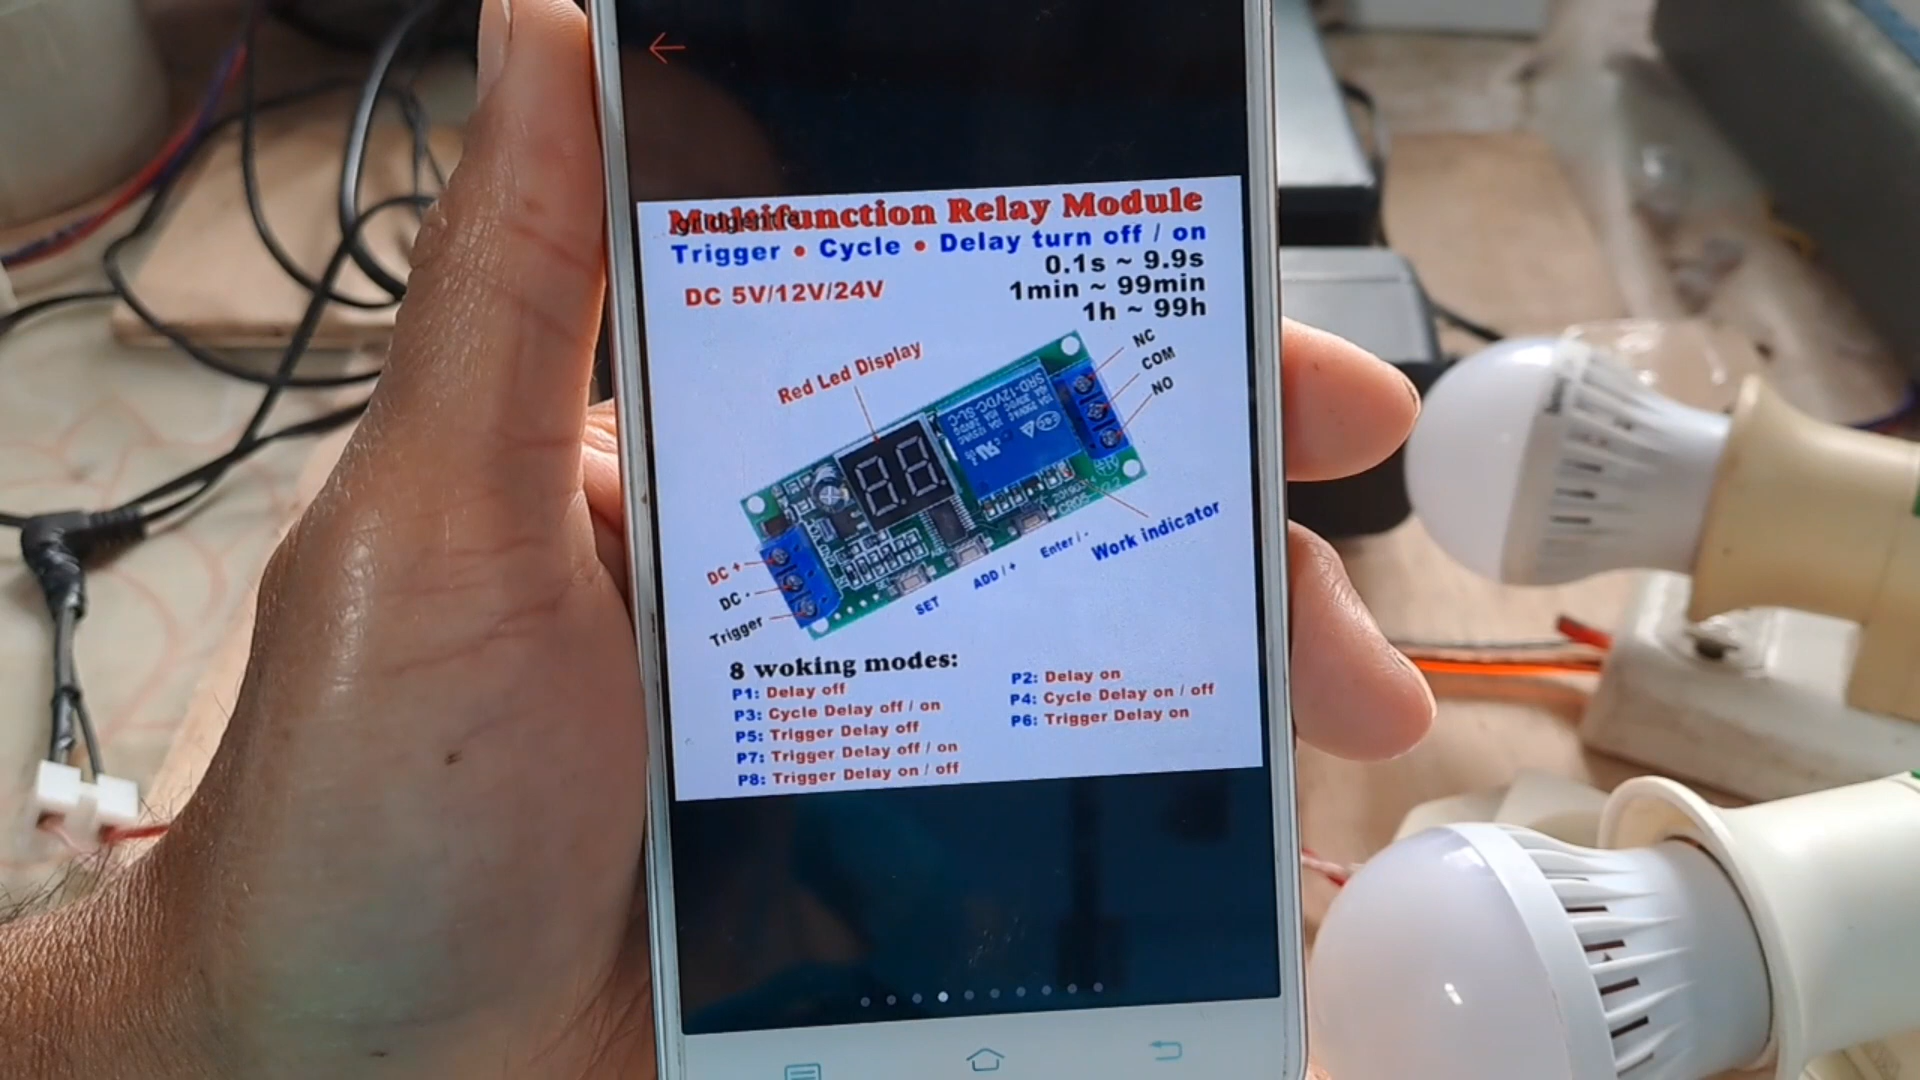 Multifunction Relay Module
Trigger • Cycle • Delay turn off / on
DC 5V/12V/24V
0.1s ~ 9.9s
1min ~ 99min
1h ~ 99h
Red Led Display
NC
COM
NO
SRD-12VDC-SL-C
DC +
DC -
Trigger
SET
ADD / +
Enter / -
Work indicator
8 woking modes:
P1: Delay off
P2: Delay on
P3: Cycle Delay off / on
P4: Cycle Delay on / off
P5: Trigger Delay off
P6: Trigger Delay on
P7: Trigger Delay off / on
P8: Trigger Delay on / off